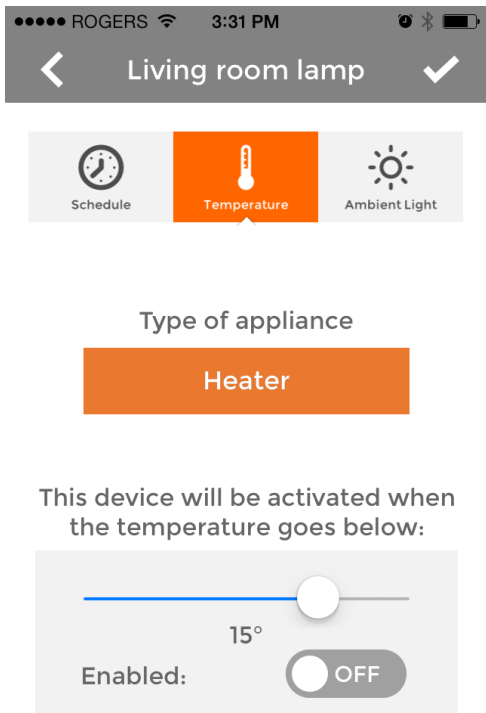 ROGERS 3:31 PM
Living room lamp
Schedule Temperature Ambient Light
Type of appliance
Heater
This device will be activated when
the temperature goes below:
15°
Enabled: OFF